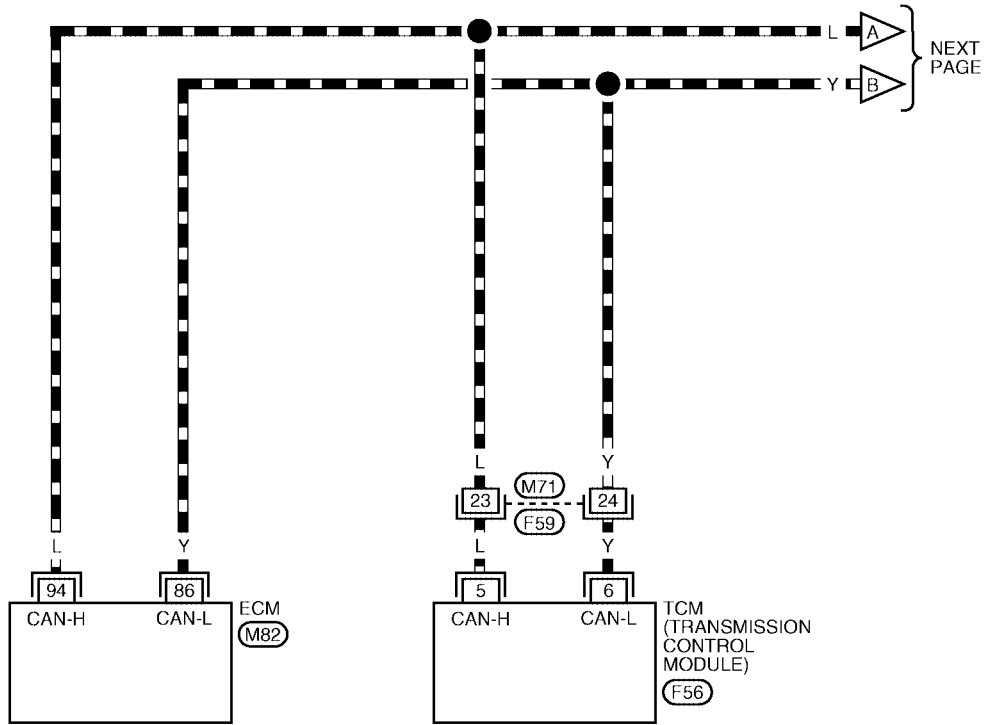 L
A
NEXT
PAGE
Y
B
L
Y
M71
23
24
F59
L
Y
L
Y
94
86
5
6
CAN-H
CAN-L
ECM
M82
CAN-H
CAN-L
TCM
(TRANSMISSION
CONTROL
MODULE)
F56